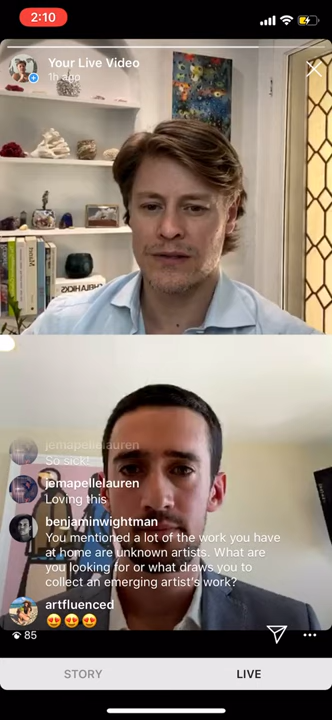 2:10
Your Live Video
1h ago
jemapellelauren
So sick!
jemapellelauren
Loving this
benjaminwightman
You mentioned a lot of the work you have
at home are unknown artists. What are
you looking for or what draws you to
collect an emerging artist's work?
artfluenced
😍😍😍
85
STORY
LIVE